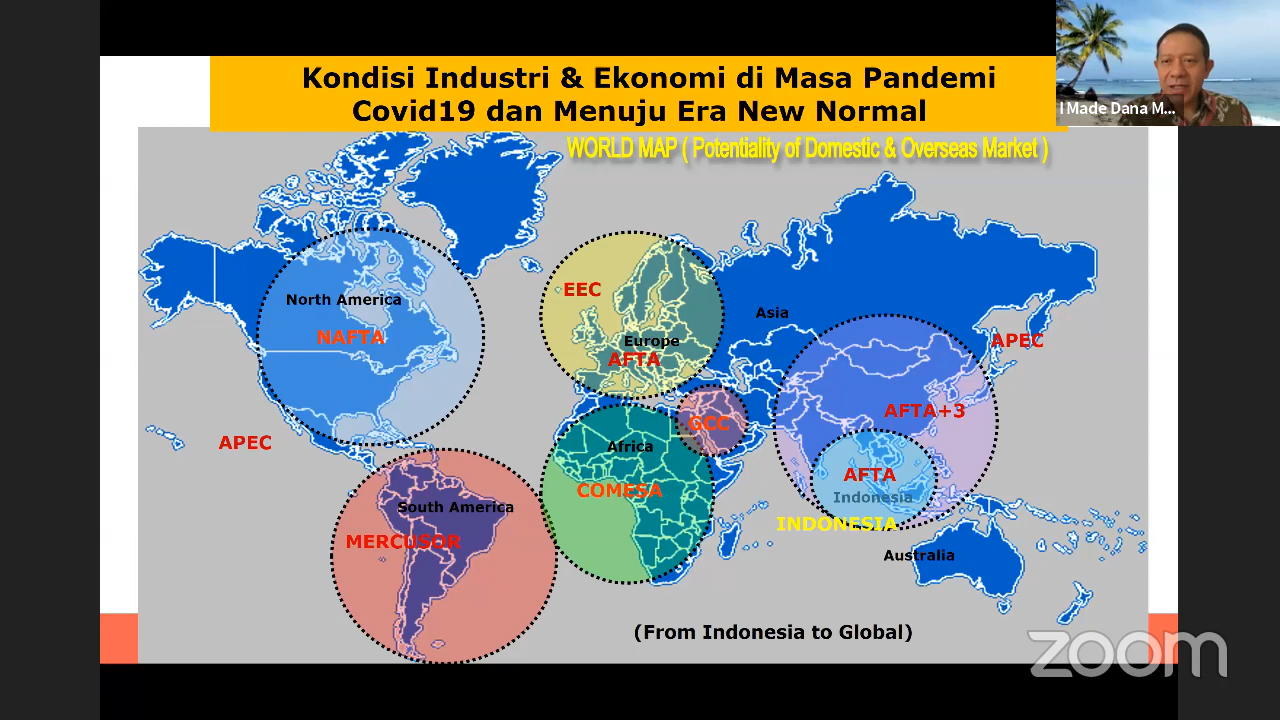 Kondisi Industri & Ekonomi di Masa Pandemi
Covid19 dan Menuju Era New Normal
I Made Dana M...
WORLD MAP ( Potentiality of Domestic & Overseas Market )
North America
NAFTA
EEC
Europe
AFTA
Asia
APEC
AFTA+3
GCC
APEC
Africa
COMESA
AFTA
Indonesia
INDONESIA
South America
MERCUSOR
Australia
(From Indonesia to Global)
zoom